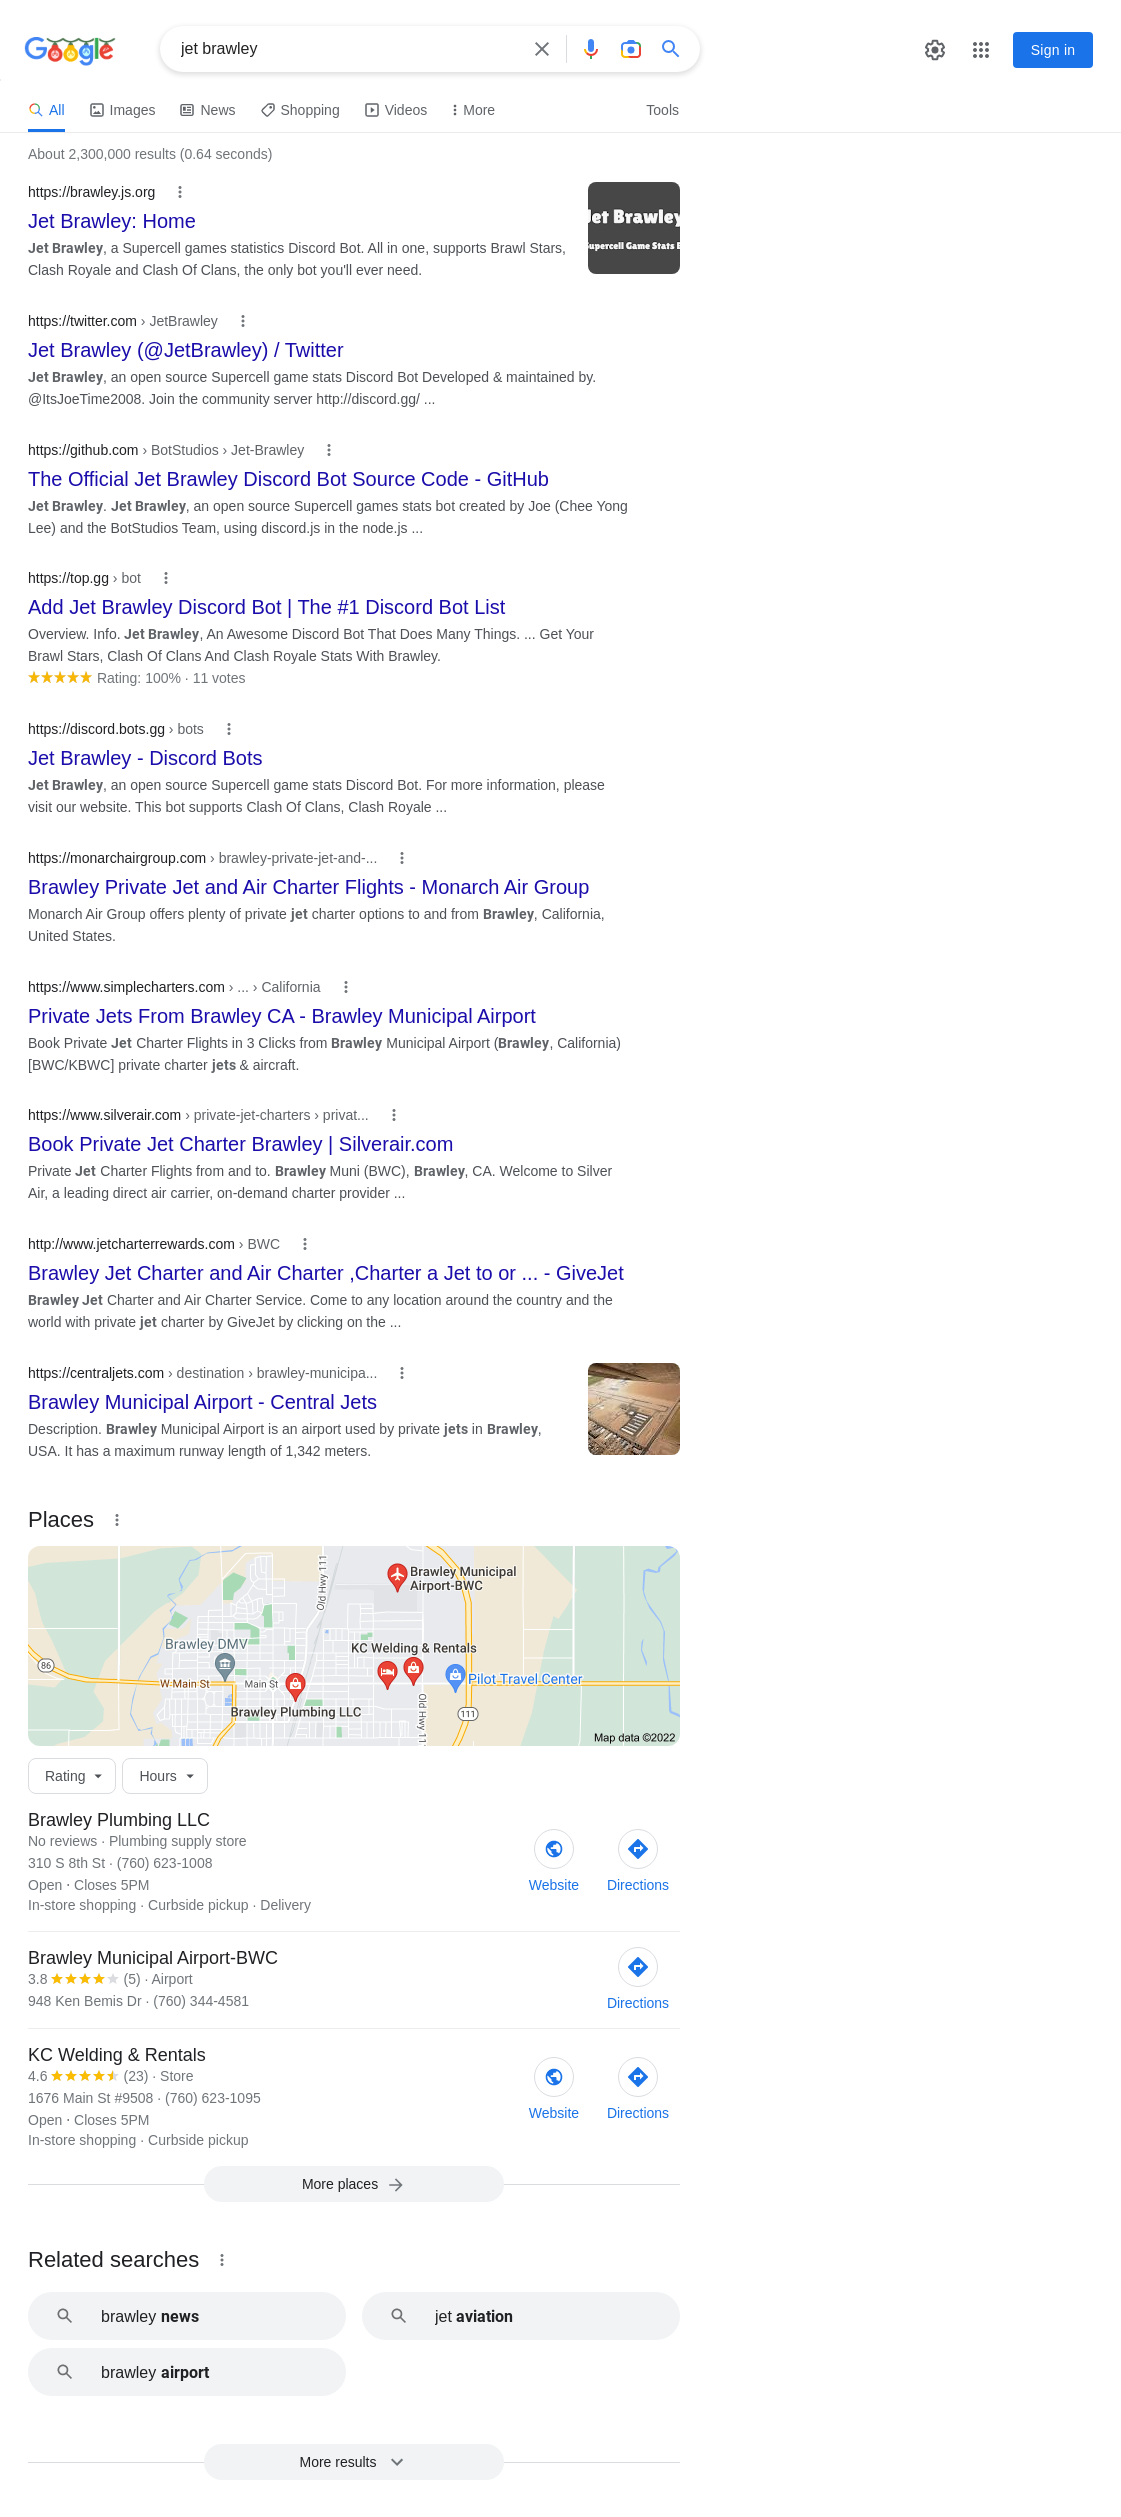 Google
jet brawley
Sign in
All
Images
News
Shopping
Videos
More
Tools
About 2,300,000 results (0.64 seconds)
https://brawley.js.org
Jet Brawley: Home
Jet Brawley, a Supercell games statistics Discord Bot. All in one, supports Brawl Stars,
Clash Royale and Clash Of Clans, the only bot you'll ever need.
Jet Brawley
Supercell Game Stats B
https://twitter.com › JetBrawley
Jet Brawley (@JetBrawley) / Twitter
Jet Brawley, an open source Supercell game stats Discord Bot Developed & maintained by.
@ItsJoeTime2008. Join the community server http://discord.gg/ ...
https://github.com › BotStudios › Jet-Brawley
The Official Jet Brawley Discord Bot Source Code - GitHub
Jet Brawley. Jet Brawley, an open source Supercell games stats bot created by Joe (Chee Yong
Lee) and the BotStudios Team, using discord.js in the node.js ...
https://top.gg › bot
Add Jet Brawley Discord Bot | The #1 Discord Bot List
Overview. Info. Jet Brawley, An Awesome Discord Bot That Does Many Things. ... Get Your
Brawl Stars, Clash Of Clans And Clash Royale Stats With Brawley.
Rating: 100% · 11 votes
https://discord.bots.gg › bots
Jet Brawley - Discord Bots
Jet Brawley, an open source Supercell game stats Discord Bot. For more information, please
visit our website. This bot supports Clash Of Clans, Clash Royale ...
https://monarchairgroup.com › brawley-private-jet-and-...
Brawley Private Jet and Air Charter Flights - Monarch Air Group
Monarch Air Group offers plenty of private jet charter options to and from Brawley, California,
United States.
https://www.simplecharters.com › ... › California
Private Jets From Brawley CA - Brawley Municipal Airport
Book Private Jet Charter Flights in 3 Clicks from Brawley Municipal Airport (Brawley, California)
[BWC/KBWC] private charter jets & aircraft.
https://www.silverair.com › private-jet-charters › privat...
Book Private Jet Charter Brawley | Silverair.com
Private Jet Charter Flights from and to. Brawley Muni (BWC), Brawley, CA. Welcome to Silver
Air, a leading direct air carrier, on-demand charter provider ...
http://www.jetcharterrewards.com › BWC
Brawley Jet Charter and Air Charter ,Charter a Jet to or ... - GiveJet
Brawley Jet Charter and Air Charter Service. Come to any location around the country and the
world with private jet charter by GiveJet by clicking on the ...
https://centraljets.com › destination › brawley-municipa...
Brawley Municipal Airport - Central Jets
Description. Brawley Municipal Airport is an airport used by private jets in Brawley,
USA. It has a maximum runway length of 1,342 meters.
Places
Old Hwy 111
Brawley Municipal
Airport-BWC
Brawley DMV
KC Welding & Rentals
86
W Main St
Main St
Pilot Travel Center
Brawley Plumbing LLC
Old Hwy 11
111
Map data ©2022
Rating
Hours
Brawley Plumbing LLC
No reviews · Plumbing supply store
310 S 8th St · (760) 623-1008
Open ⋅ Closes 5PM
In-store shopping · Curbside pickup · Delivery
Website
Directions
Brawley Municipal Airport-BWC
3.8 (5) · Airport
948 Ken Bemis Dr · (760) 344-4581
Directions
KC Welding & Rentals
4.6 (23) · Store
1676 Main St #9508 · (760) 623-1095
Open ⋅ Closes 5PM
In-store shopping · Curbside pickup
Website
Directions
More places
Related searches
brawley news
jet aviation
brawley airport
More results